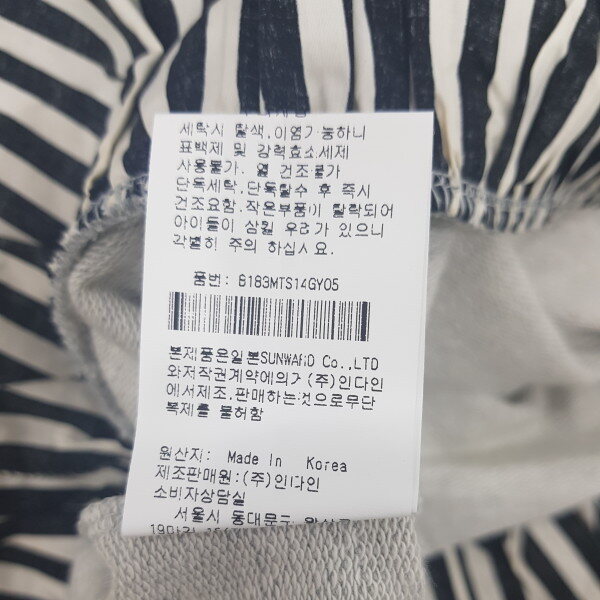 세탁시 탈색.이염가능하니
표백제 및 강력효소세제
사용불가. 열 건조불가
단독세탁.단독탈수 후 즉시
건조요함.작은부품이 탈락되어
아이들이 삼킬 우려가 있으니
각별히 주의 하십시요.
품번: B183MTS14GY05
본제품은일본SUNWARD Co.,LTD
와저작권계약에의거 (주)인다인
에서제조.판매하는것으로무단
복제를 불허함
원산지: Made In Korea
제조판매원:(주)인다인
소비자상담실
서울시 동대문구